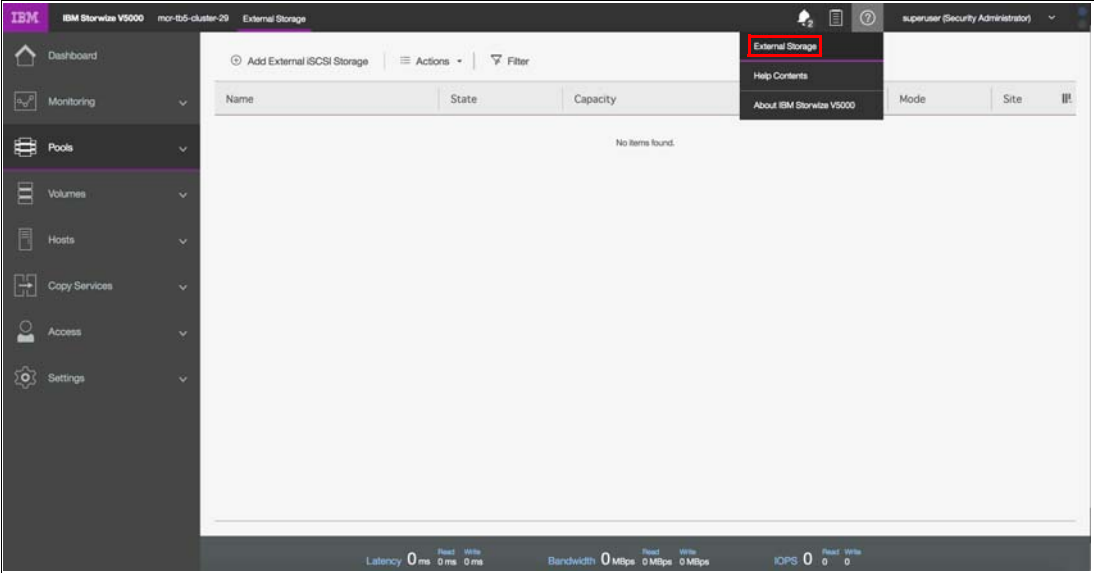 IBM IBM Storwize V5000 mcr-tb5-cluster-29 External Storage 2 superuser (Security Administrator)
External Storage
Help Contents
About IBM Storwize V5000
Dashboard
Monitoring
Pools
Volumes
Hosts
Copy Services
Access
Settings
Add External iSCSI Storage Actions Filter
Name State Capacity Mode Site
No items found.
Latency 0 ms Read 0 ms Write 0 ms Bandwidth 0 MBps Read 0 MBps Write 0 MBps IOPS 0 Read 0 Write 0